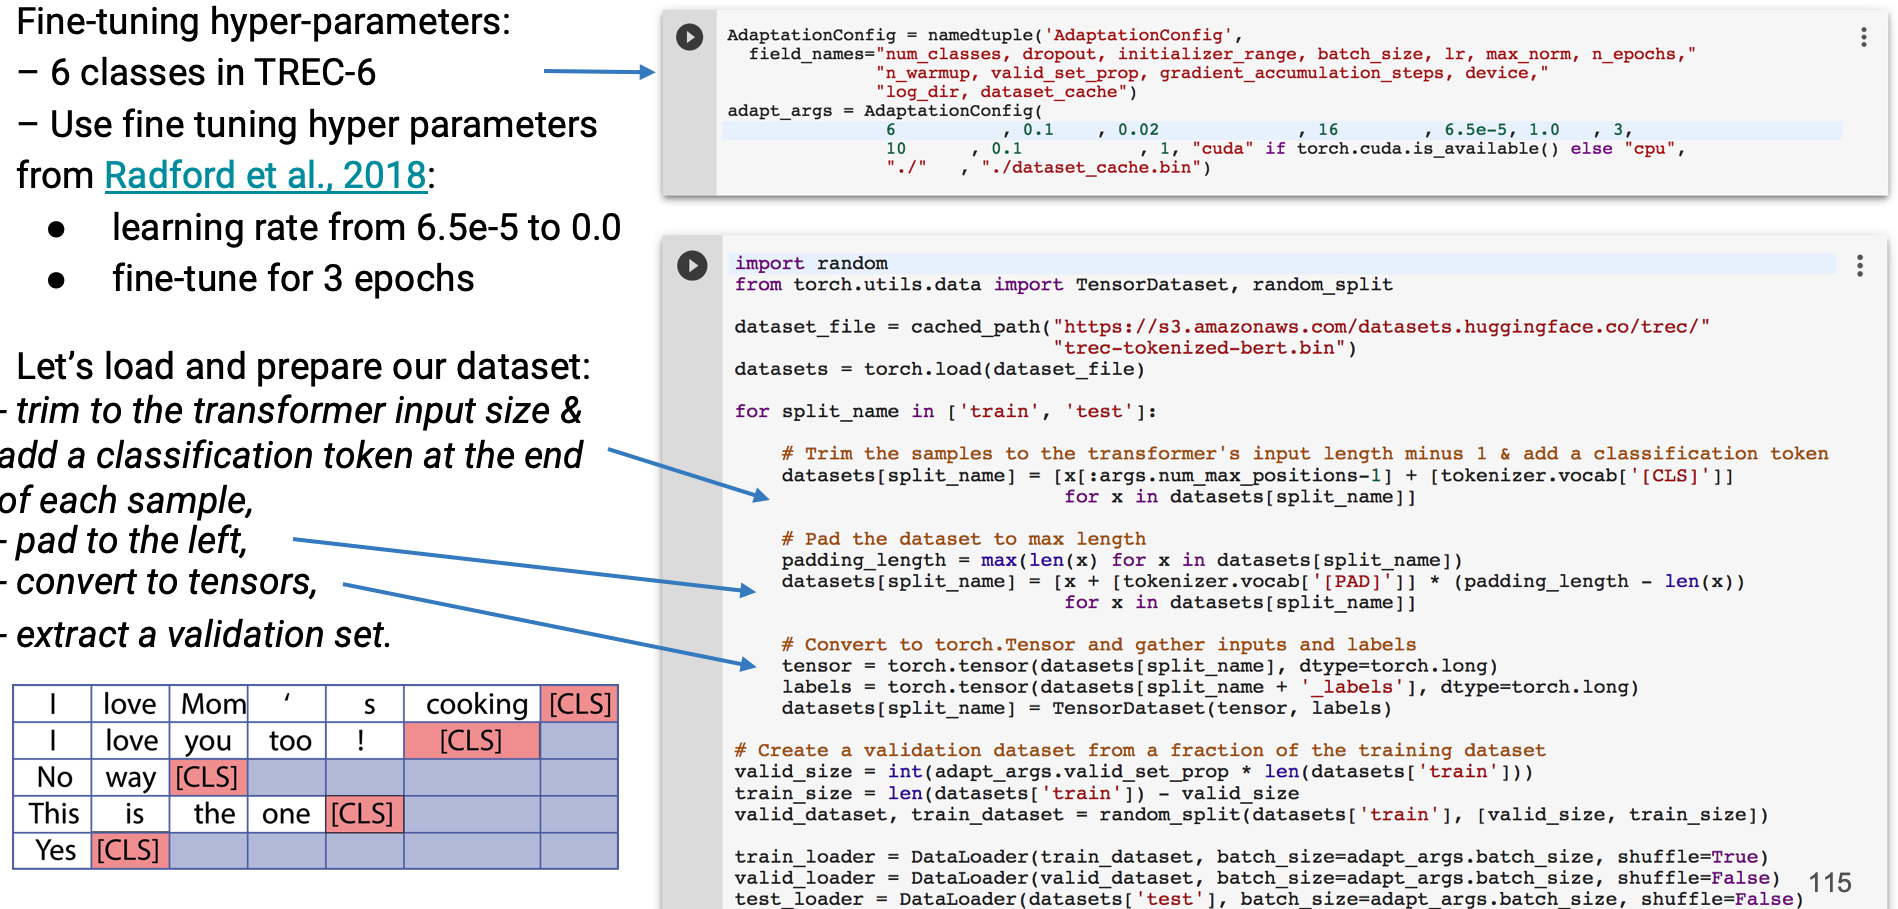 Fine-tuning hyper-parameters:
– 6 classes in TREC-6
– Use fine tuning hyper parameters
from Radford et al., 2018:
● learning rate from 6.5e-5 to 0.0
● fine-tune for 3 epochs
Let’s load and prepare our dataset:
- trim to the transformer input size &
add a classification token at the end
of each sample,
- pad to the left,
- convert to tensors,
- extract a validation set.
I love Mom ‘ s cooking [CLS]
I love you too ! [CLS]
No way [CLS]
This is the one [CLS]
Yes [CLS]
AdaptationConfig = namedtuple('AdaptationConfig',
field_names="num_classes, dropout, initializer_range, batch_size, lr, max_norm, n_epochs,"
"n_warmup, valid_set_prop, gradient_accumulation_steps, device,"
"log_dir, dataset_cache")
adapt_args = AdaptationConfig(
6 , 0.1 , 0.02 , 16 , 6.5e-5, 1.0 , 3,
10 , 0.1 , 1, "cuda" if torch.cuda.is_available() else "cpu",
"./" , "./dataset_cache.bin")
import random
from torch.utils.data import TensorDataset, random_split
dataset_file = cached_path("https://s3.amazonaws.com/datasets.huggingface.co/trec/"
"trec-tokenized-bert.bin")
datasets = torch.load(dataset_file)
for split_name in ['train', 'test']:
# Trim the samples to the transformer's input length minus 1 & add a classification token
datasets[split_name] = [x[:args.num_max_positions-1] + [tokenizer.vocab['[CLS]']]
for x in datasets[split_name]]
# Pad the dataset to max length
padding_length = max(len(x) for x in datasets[split_name])
datasets[split_name] = [x + [tokenizer.vocab['[PAD]']] * (padding_length - len(x))
for x in datasets[split_name]]
# Convert to torch.Tensor and gather inputs and labels
tensor = torch.tensor(datasets[split_name], dtype=torch.long)
labels = torch.tensor(datasets[split_name + '_labels'], dtype=torch.long)
datasets[split_name] = TensorDataset(tensor, labels)
# Create a validation dataset from a fraction of the training dataset
valid_size = int(adapt_args.valid_set_prop * len(datasets['train']))
train_size = len(datasets['train']) - valid_size
valid_dataset, train_dataset = random_split(datasets['train'], [valid_size, train_size])
train_loader = DataLoader(train_dataset, batch_size=adapt_args.batch_size, shuffle=True)
valid_loader = DataLoader(valid_dataset, batch_size=adapt_args.batch_size, shuffle=False)
test_loader = DataLoader(datasets['test'], batch_size=adapt_args.batch_size, shuffle=False)
115